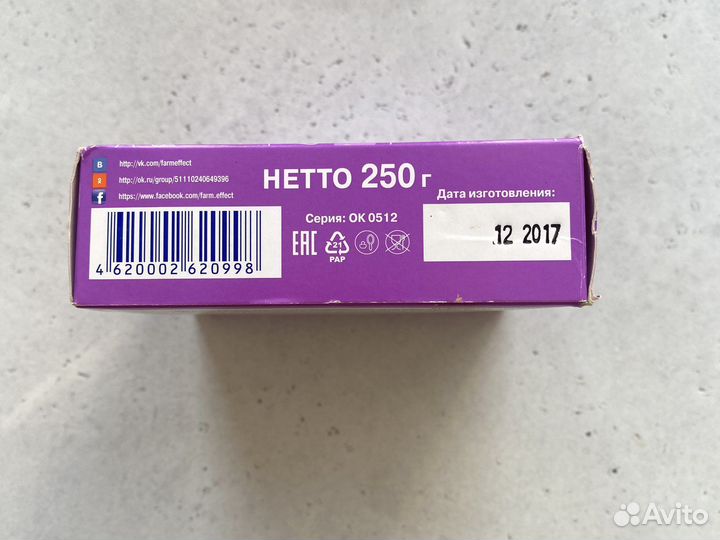 http://vk.com/farmeffect
http://ok.ru/group/51110240649396
https://www.facebook.com/farm.effect
НЕТТО 250 г
Дата изготовления:
12 2017
Серия: ОК 0512
EAC
21
PAP
4 620002 620998
Avito